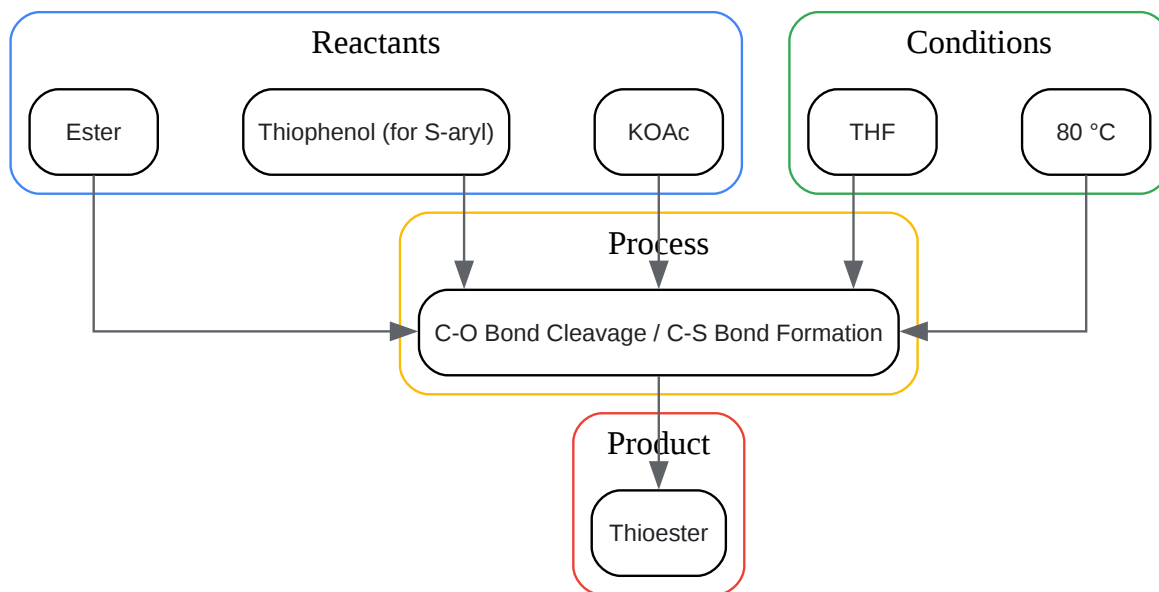 Reactants
Conditions
Ester
Thiophenol (for S-aryl)
KOAc
THF
80 °C
Process
C-O Bond Cleavage / C-S Bond Formation
Product
Thioester